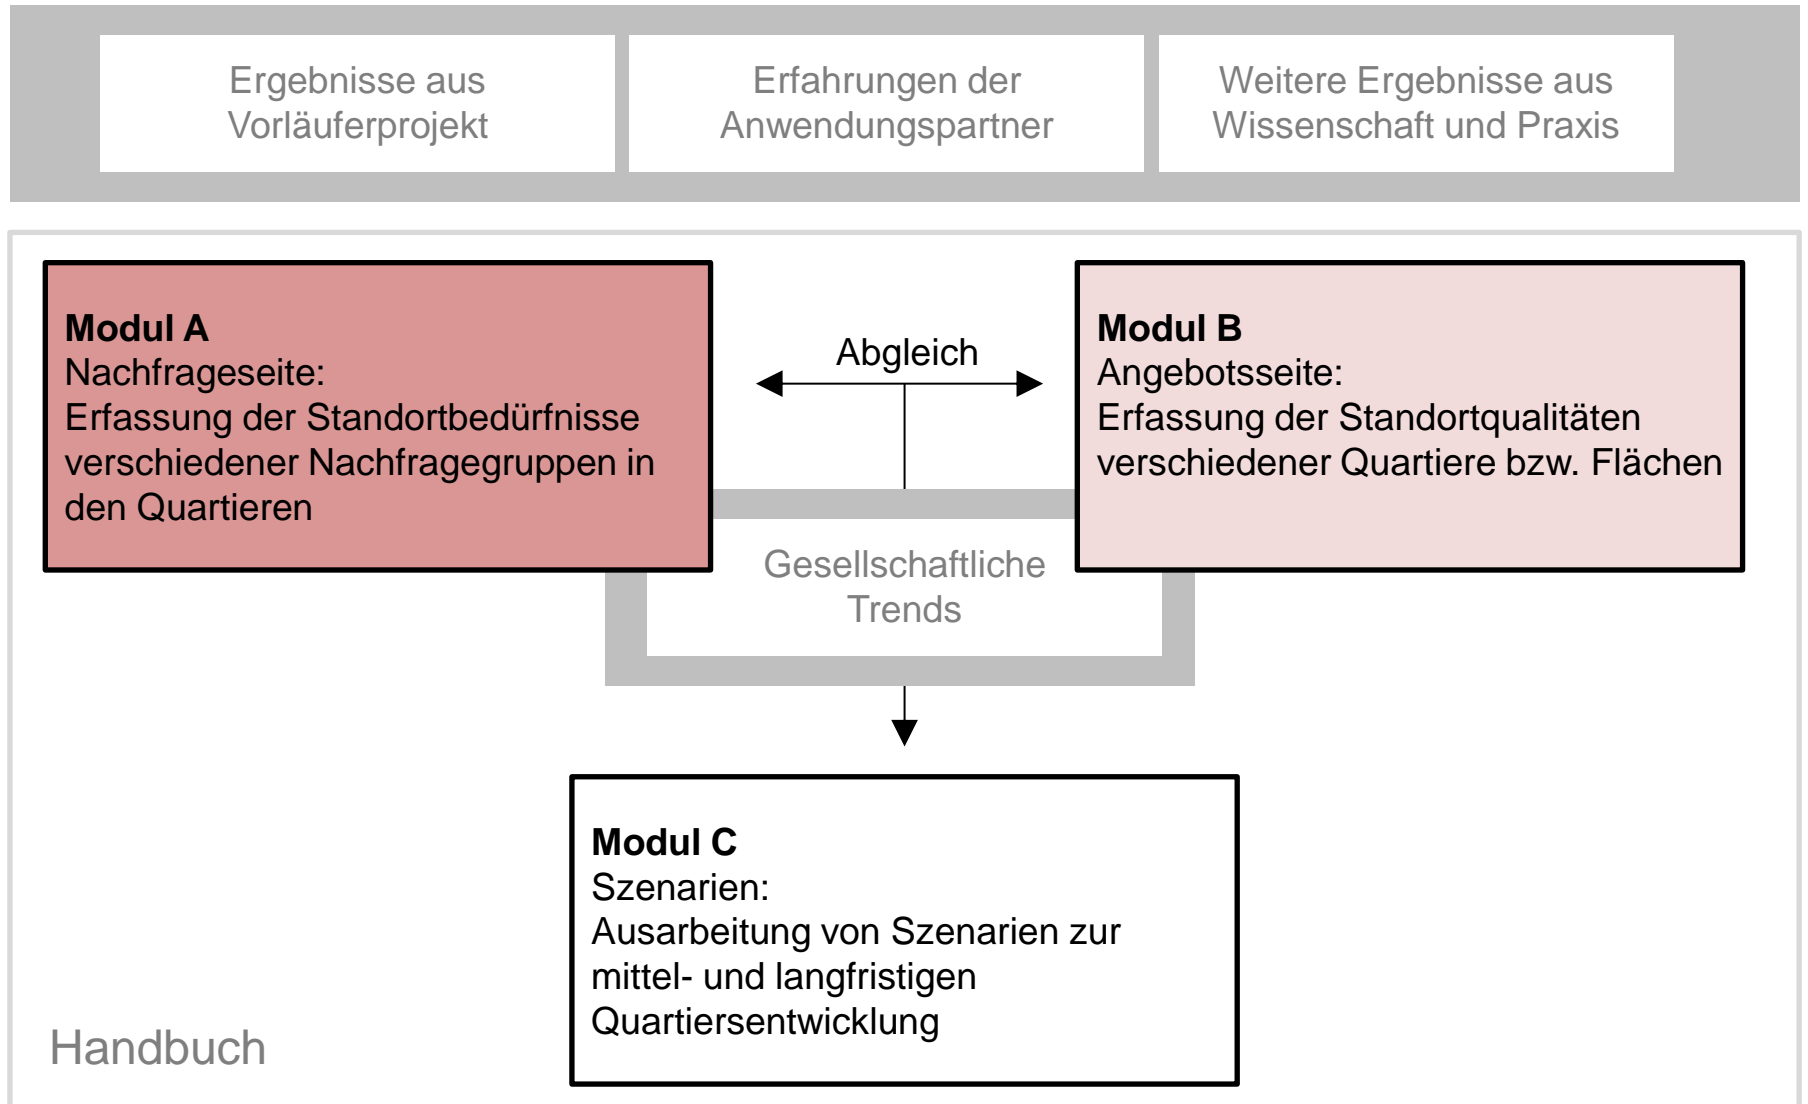 Ergebnisse aus
Vorläuferprojekt
Erfahrungen der
Anwendungspartner
Weitere Ergebnisse aus
Wissenschaft und Praxis
Modul A
Nachfrageseite:
Erfassung der Standortbedürfnisse
verschiedener Nachfragegruppen in
den Quartieren
Abgleich
Modul B
Angebotsseite:
Erfassung der Standortqualitäten
verschiedener Quartiere bzw. Flächen
Gesellschaftliche
Trends
Modul C
Szenarien:
Ausarbeitung von Szenarien zur
mittel- und langfristigen
Quartiersentwicklung
Handbuch